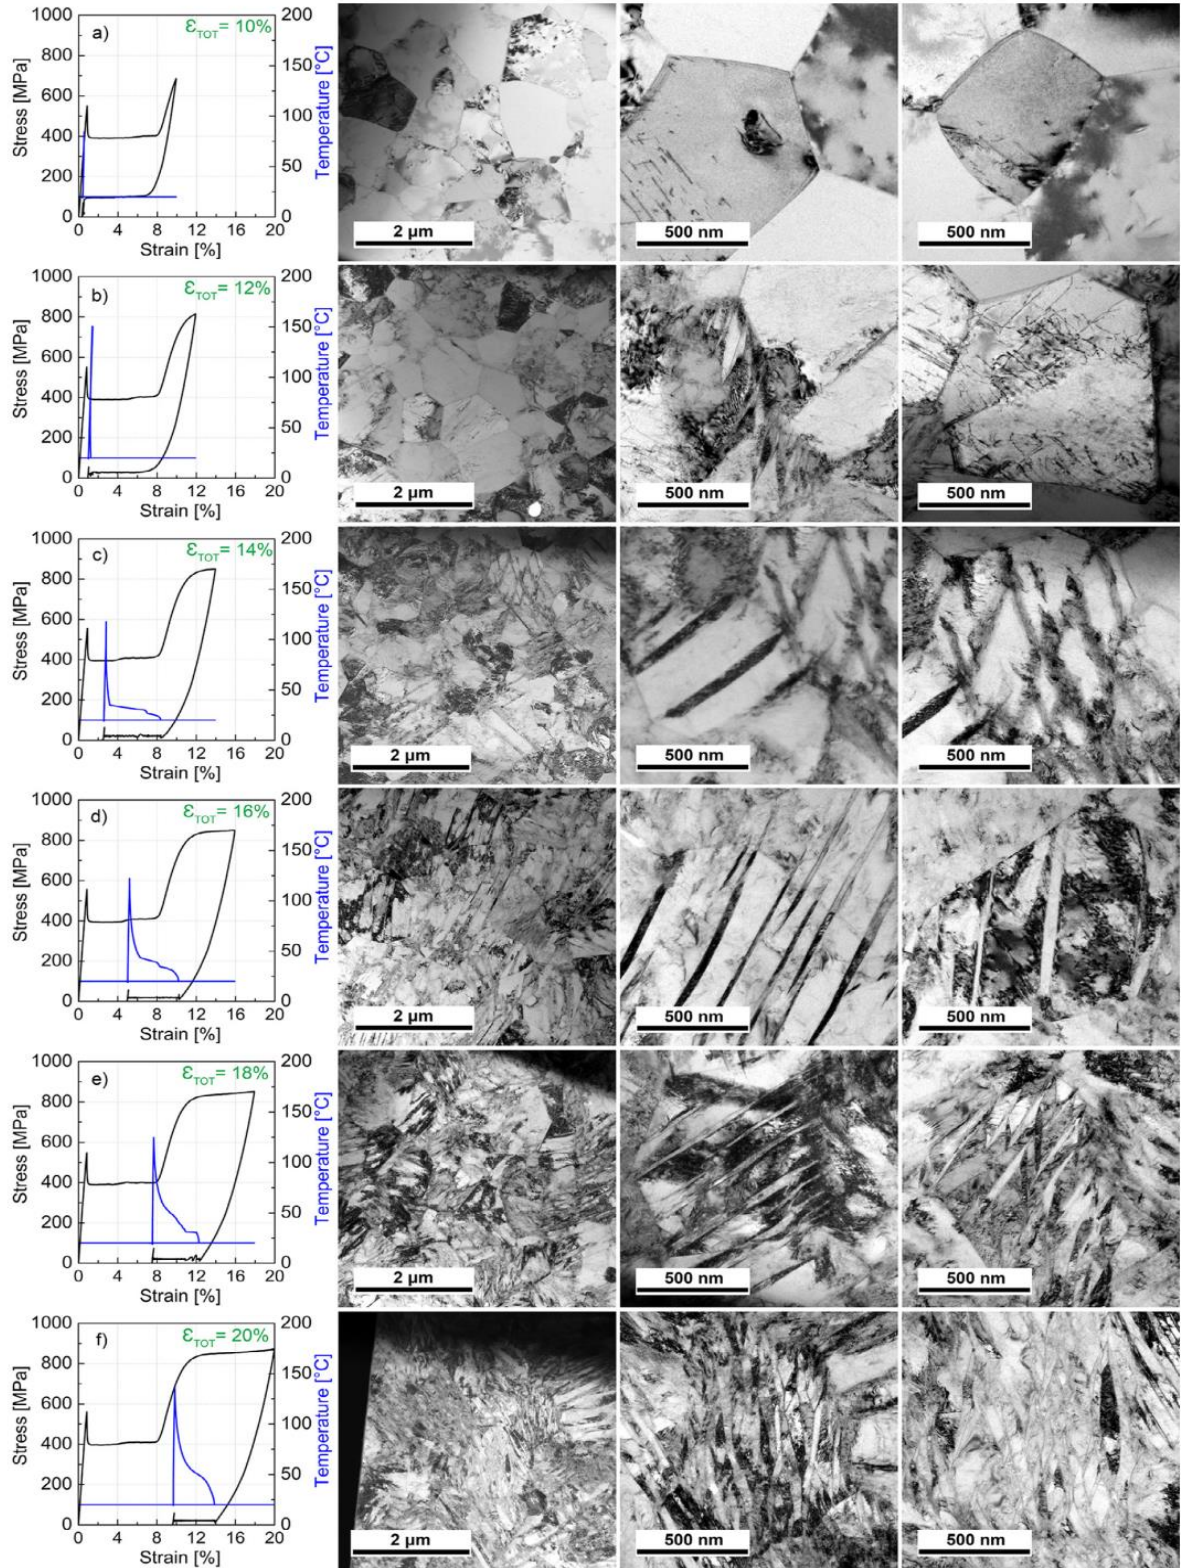 a) εTOT= 10%
1000 200
800 150
600 100
400 50
200 0
0
Stress [MPa]
Temperature [°C]
0 4 8 12 16
Strain [%]
2 µm
500 nm
500 nm
b) εTOT= 12%
1000 200
800 150
600 100
400 50
200 0
0
Stress [MPa]
Temperature [°C]
0 4 8 12 16 20
Strain [%]
2 µm
500 nm
500 nm
c) εTOT= 14%
1000 200
800 150
600 100
400 50
200 0
0
Stress [MPa]
Temperature [°C]
0 4 8 12 16 20
Strain [%]
2 µm
500 nm
500 nm
d) εTOT= 16%
1000 200
800 150
600 100
400 50
200 0
0
Stress [MPa]
Temperature [°C]
0 4 8 12 16 20
Strain [%]
2 µm
500 nm
500 nm
e) εTOT= 18%
1000 200
800 150
600 100
400 50
200 0
0
Stress [MPa]
Temperature [°C]
0 4 8 12 16 20
Strain [%]
2 µm
500 nm
500 nm
f) εTOT= 20%
1000 200
800 150
600 100
400 50
200 0
0
Stress [MPa]
Temperature [°C]
0 4 8 12 16 20
Strain [%]
2 µm
500 nm
500 nm